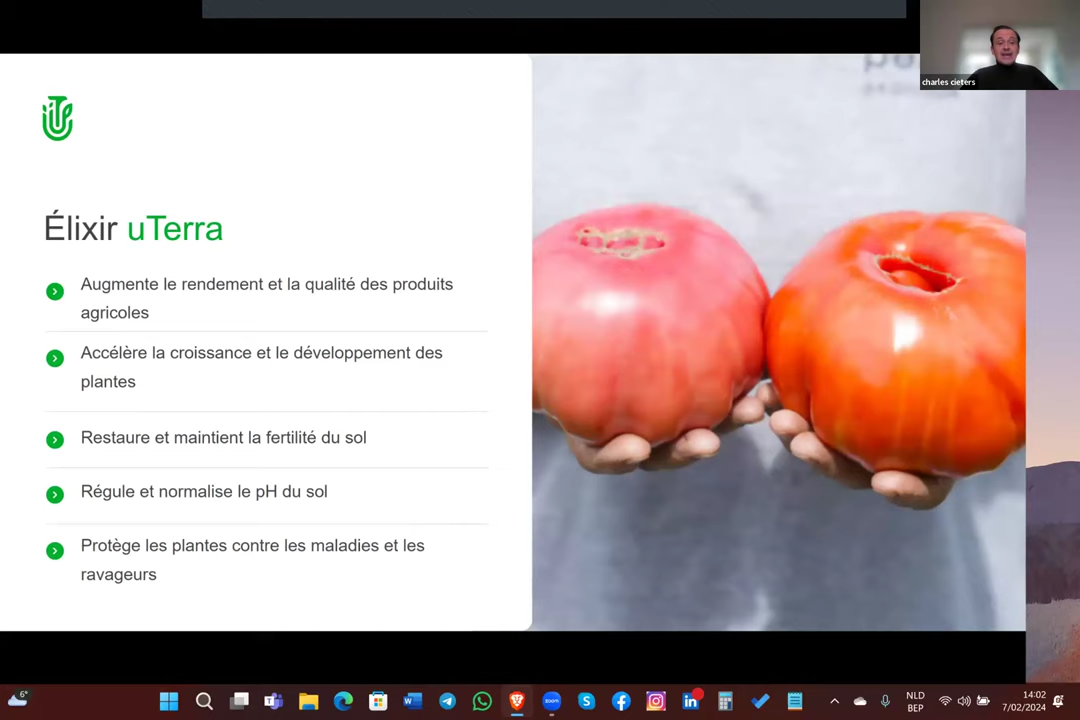 charles cieters
Élixir uTerra
Augmente le rendement et la qualité des produits
agricoles
Accélère la croissance et le développement des
plantes
Restaure et maintient la fertilité du sol
Régule et normalise le pH du sol
Protège les plantes contre les maladies et les
ravageurs
6°
zoom
NLD
BEP
14:02
7/02/2024